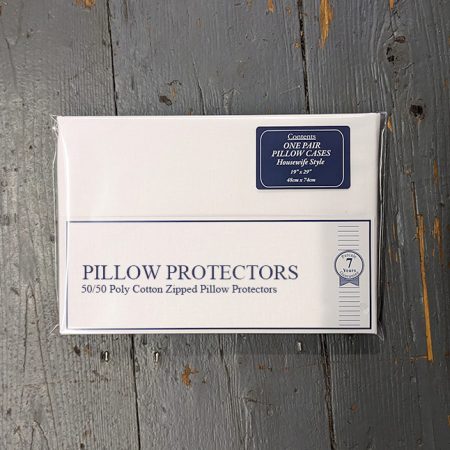 Contents
ONE PAIR
PILLOW CASES
Housewife Style
19" x 29"
48cm x 74cm
7
Years
PILLOW PROTECTORS
50/50 Poly Cotton Zipped Pillow Protectors